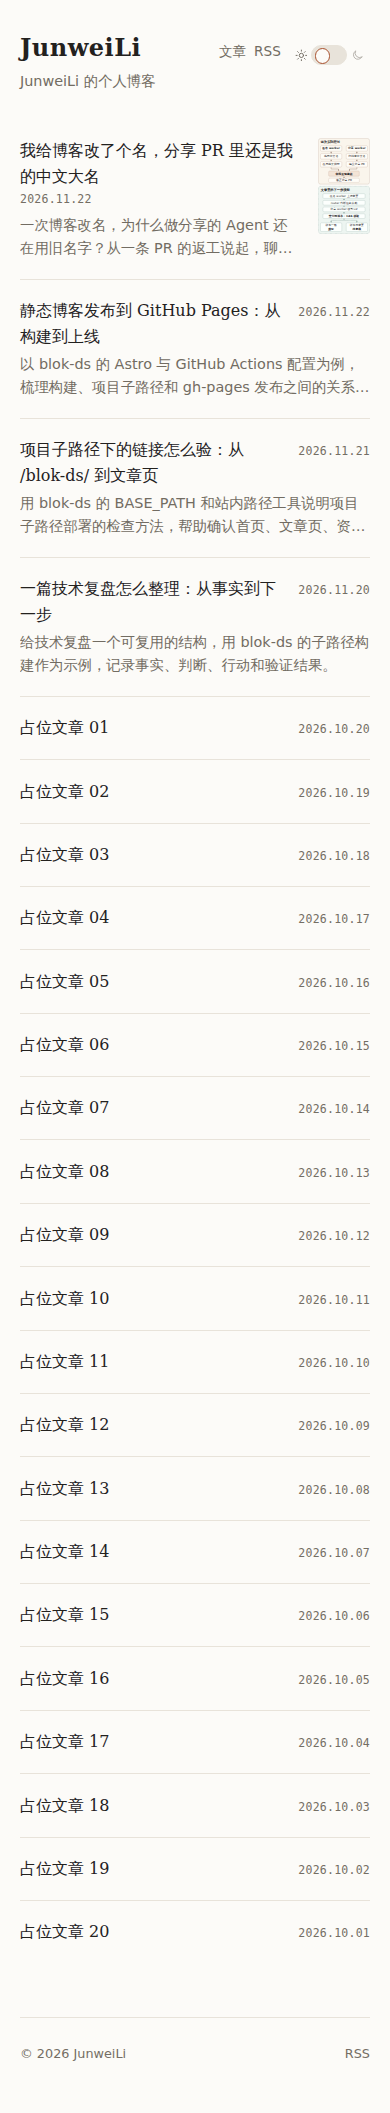 JunweiLi
文章 RSS
JunweiLi 的个人博客
我给博客改了个名，分享 PR 里还是我
的中文大名
2026.11.22
一次博客改名，为什么做分享的 Agent 还
在用旧名字？从一条 PR 的返工说起，聊…
静态博客发布到 GitHub Pages：从 2026.11.22
构建到上线
以 blok-ds 的 Astro 与 GitHub Actions 配置为例，
梳理构建、项目子路径和 gh-pages 发布之间的关系…
项目子路径下的链接怎么验：从 2026.11.21
/blok-ds/ 到文章页
用 blok-ds 的 BASE_PATH 和站内路径工具说明项目
子路径部署的检查方法，帮助确认首页、文章页、资…
一篇技术复盘怎么整理：从事实到下 2026.11.20
一步
给技术复盘一个可复用的结构，用 blok-ds 的子路径构
建作为示例，记录事实、判断、行动和验证结果。
占位文章 01 2026.10.20
占位文章 02 2026.10.19
占位文章 03 2026.10.18
占位文章 04 2026.10.17
占位文章 05 2026.10.16
占位文章 06 2026.10.15
占位文章 07 2026.10.14
占位文章 08 2026.10.13
占位文章 09 2026.10.12
占位文章 10 2026.10.11
占位文章 11 2026.10.10
占位文章 12 2026.10.09
占位文章 13 2026.10.08
占位文章 14 2026.10.07
占位文章 15 2026.10.06
占位文章 16 2026.10.05
占位文章 17 2026.10.04
占位文章 18 2026.10.03
占位文章 19 2026.10.02
占位文章 20 2026.10.01
© 2026 JunweiLi RSS